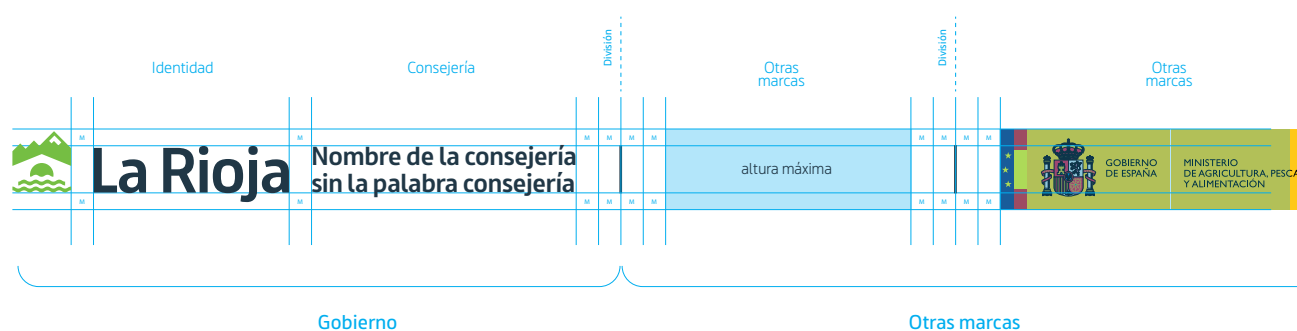 Identidad
Consejería
División
Otras
marcas
División
Otras
marcas
M M M M M M M M M M
La Rioja
Nombre de la consejería
sin la palabra consejería
altura máxima
GOBIERNO
DE ESPAÑA
MINISTERIO
DE AGRICULTURA, PESCA
Y ALIMENTACIÓN
M M M M M M M M M M
Gobierno
Otras marcas